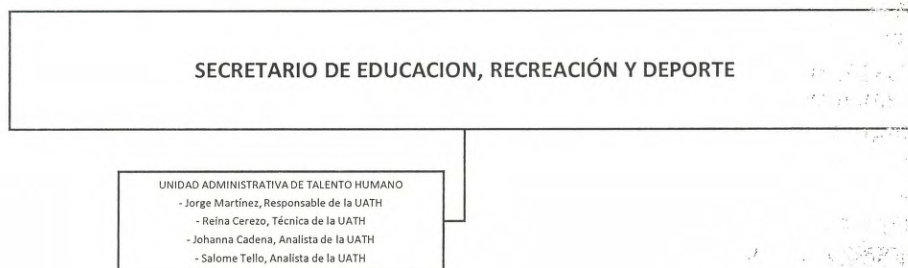 SECRETARIO DE EDUCACION, RECREACIÓN Y DEPORTE
UNIDAD ADMINISTRATIVA DE TALENTO HUMANO
- Jorge Martínez, Responsable de la UATH
- Reina Cerezo, Técnica de la UATH
- Johanna Cadena, Analista de la UATH
- Salome Tello, Analista de la UATH